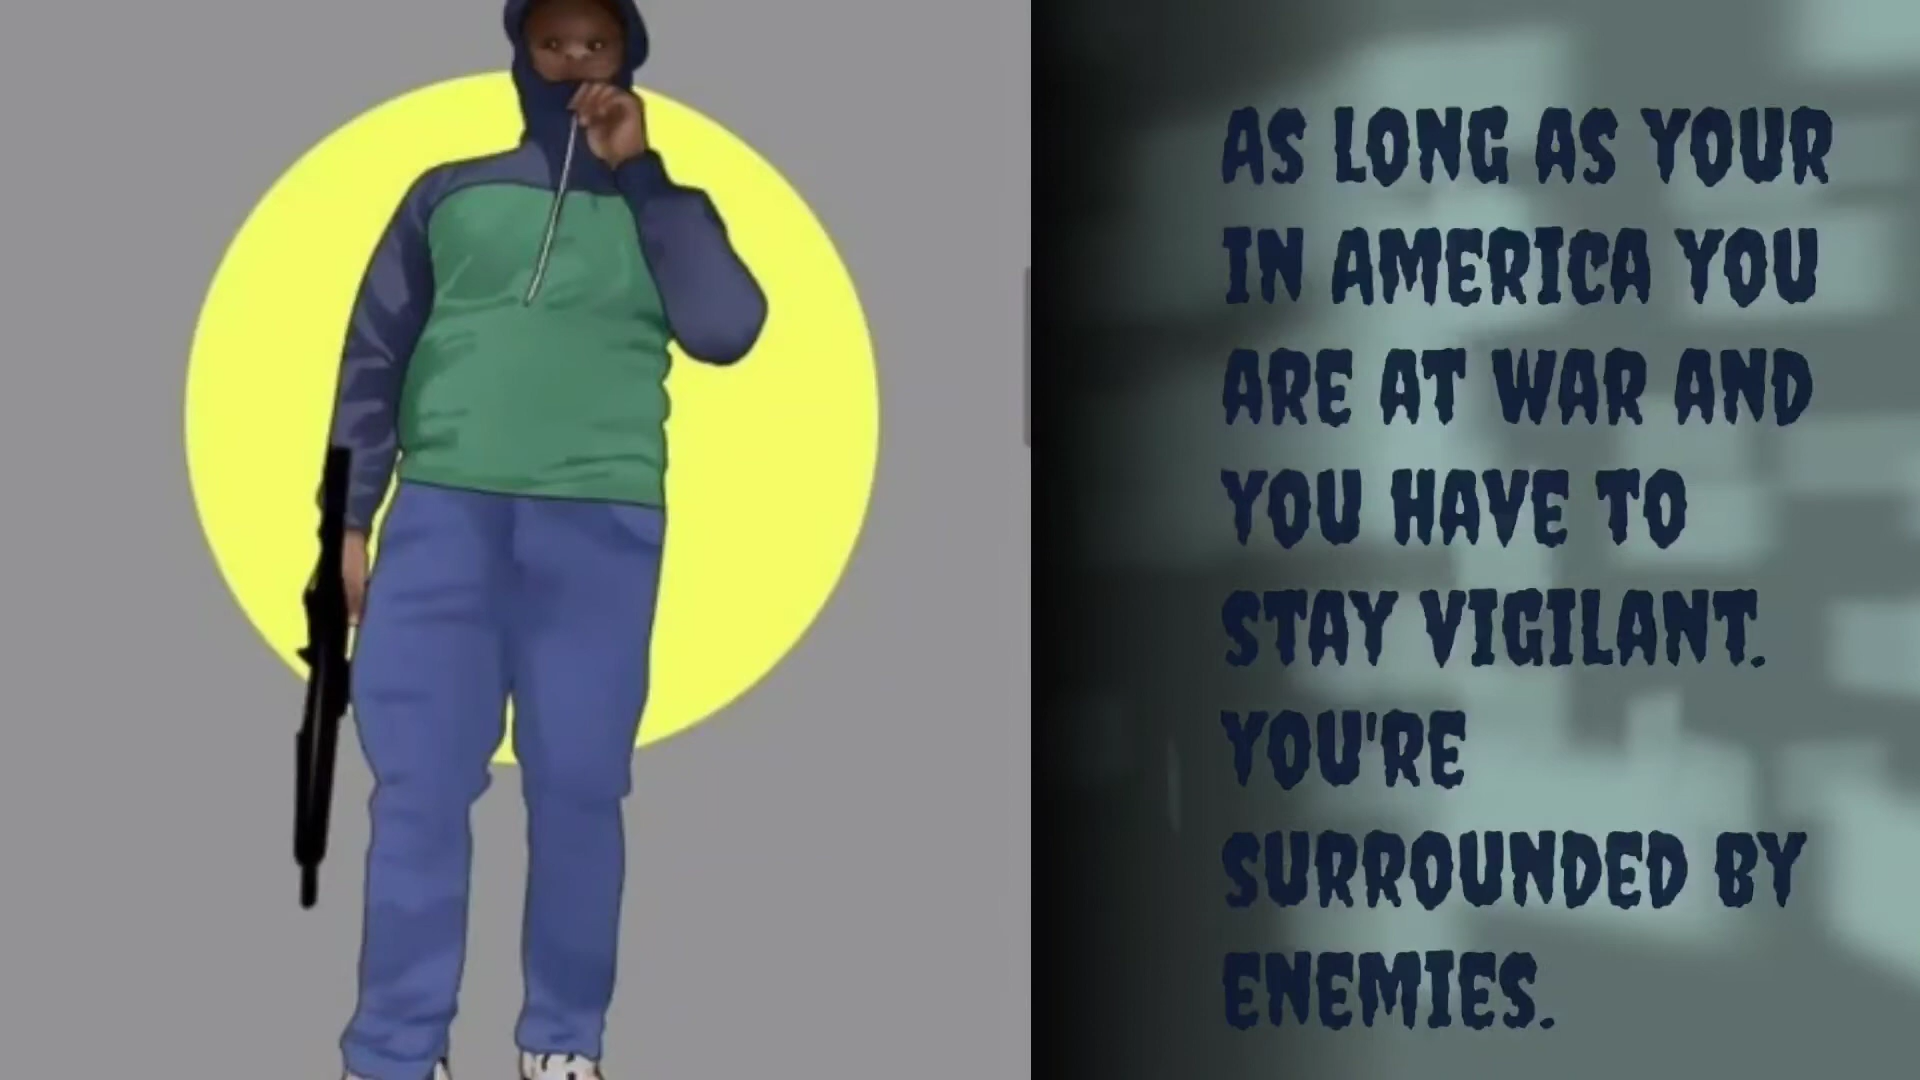 AS LONG AS YOUR
IN AMERICA YOU
ARE AT WAR AND
YOU HAVE TO
STAY VIGILANT.
YOU'RE
SURROUNDED BY
ENEMIES.